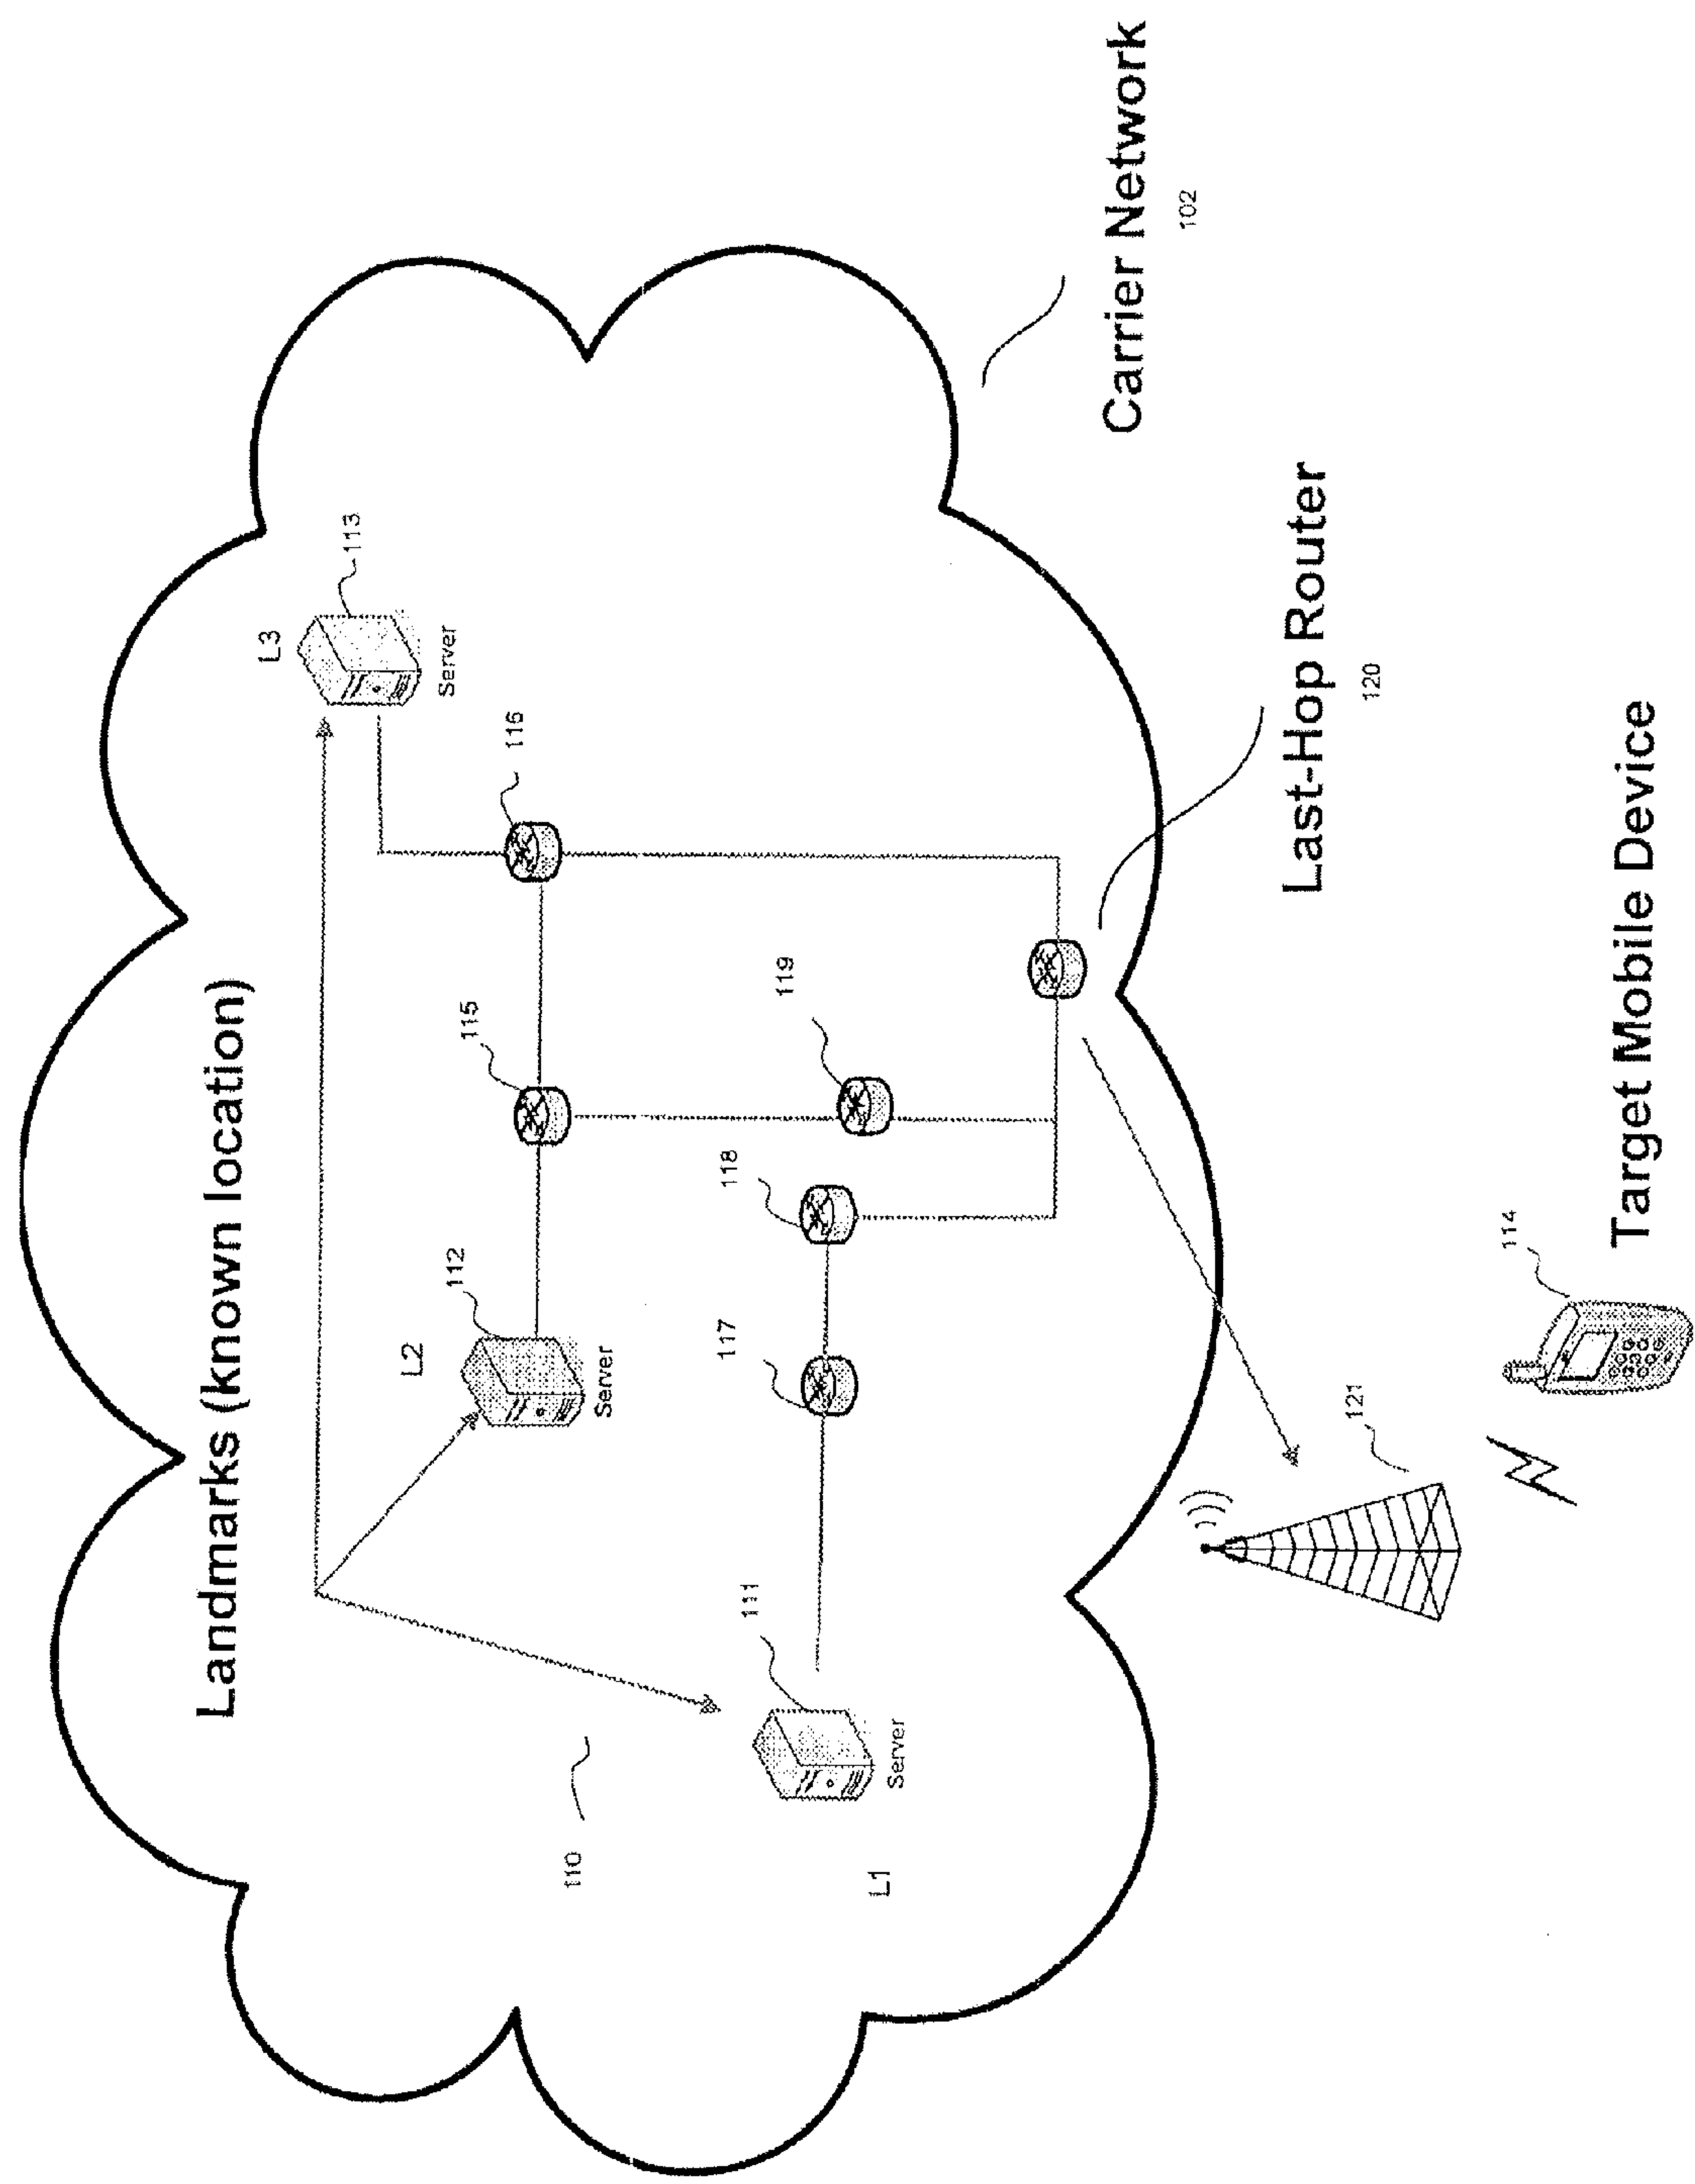 Landmarks (known location)
L3
113
Server
116
115
L2
112
Server
119
118
117
110
111
L1
Server
Carrier Network
102
Last-Hop Router
120
121
114
Target Mobile Device